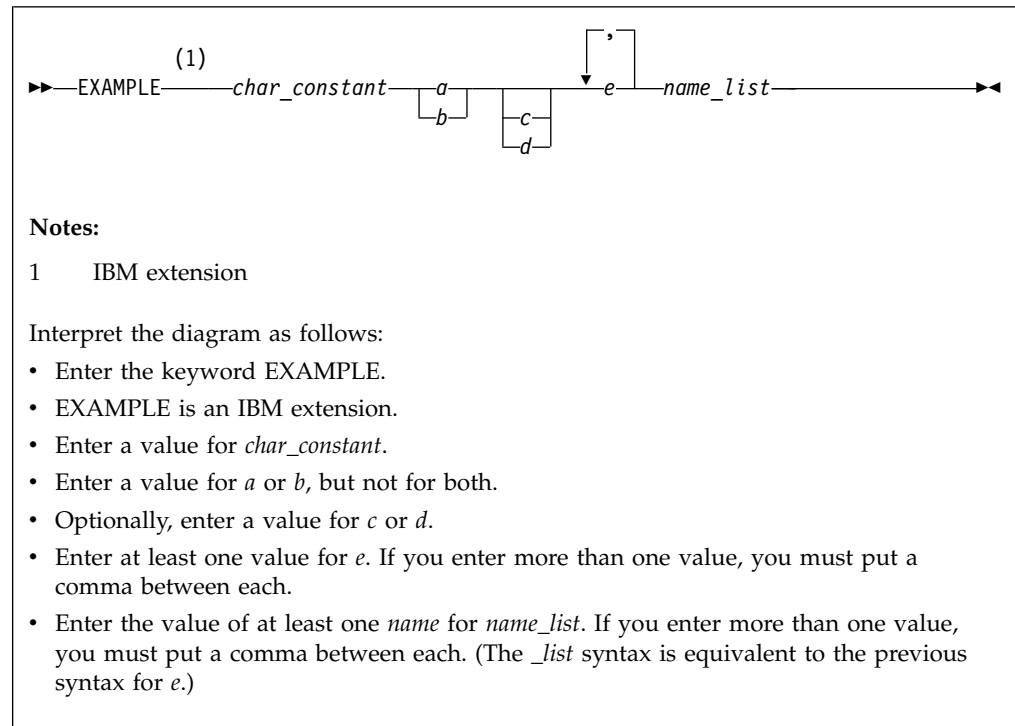 ,
(1)
EXAMPLE char_constant a e name_list
b c
d
Notes:
1 IBM extension
Interpret the diagram as follows:
• Enter the keyword EXAMPLE.
• EXAMPLE is an IBM extension.
• Enter a value for char_constant.
• Enter a value for a or b, but not for both.
• Optionally, enter a value for c or d.
• Enter at least one value for e. If you enter more than one value, you must put a
comma between each.
• Enter the value of at least one name for name_list. If you enter more than one value,
you must put a comma between each. (The _list syntax is equivalent to the previous
syntax for e.)